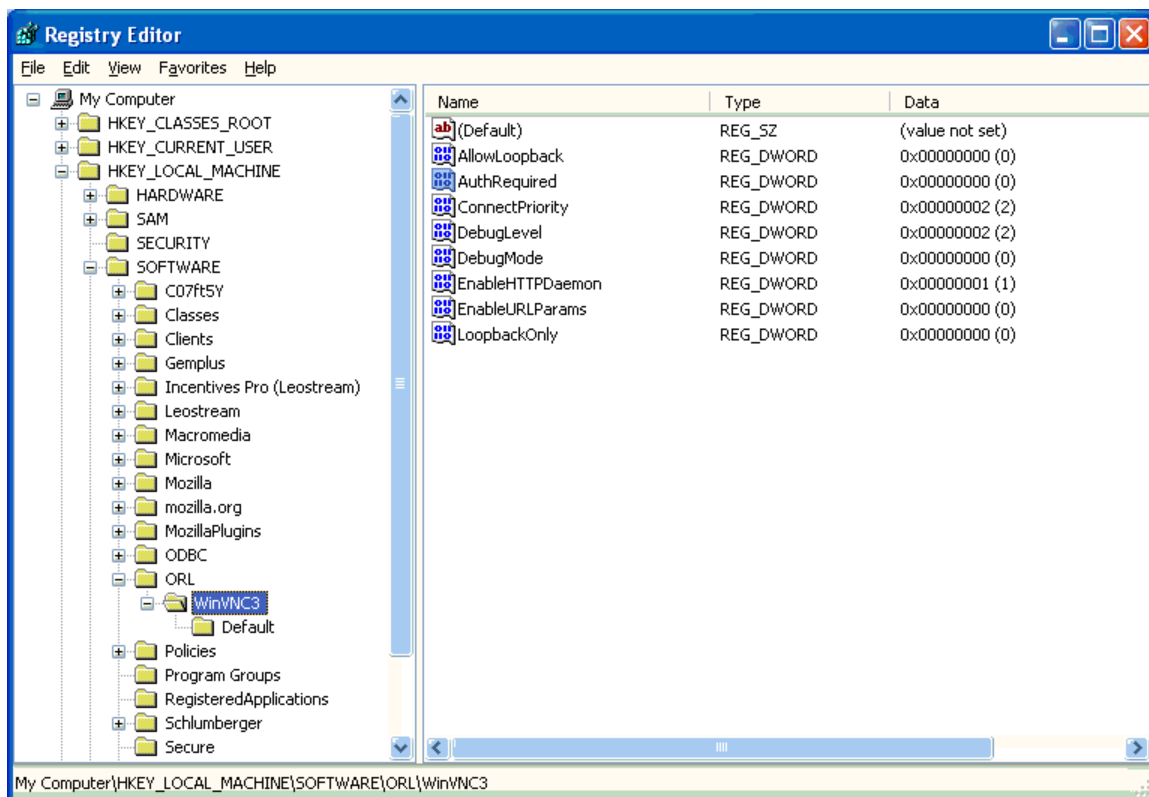 Registry Editor
File Edit View Favorites Help
My Computer
HKEY_CLASSES_ROOT
HKEY_CURRENT_USER
HKEY_LOCAL_MACHINE
HARDWARE
SAM
SECURITY
SOFTWARE
C07ft5Y
Classes
Clients
Gemplus
Incentives Pro (Leostream)
Leostream
Macromedia
Microsoft
Mozilla
mozilla.org
MozillaPlugins
ODBC
ORL
WinVNC3
Default
Policies
Program Groups
RegisteredApplications
Schlumberger
Secure
Name Type Data
(Default) REG_SZ (value not set)
AllowLoopback REG_DWORD 0x00000000 (0)
AuthRequired REG_DWORD 0x00000000 (0)
ConnectPriority REG_DWORD 0x00000002 (2)
DebugLevel REG_DWORD 0x00000002 (2)
DebugMode REG_DWORD 0x00000000 (0)
EnableHTTPDaemon REG_DWORD 0x00000001 (1)
EnableURLParams REG_DWORD 0x00000000 (0)
LoopbackOnly REG_DWORD 0x00000000 (0)
My Computer\HKEY_LOCAL_MACHINE\SOFTWARE\ORL\WinVNC3